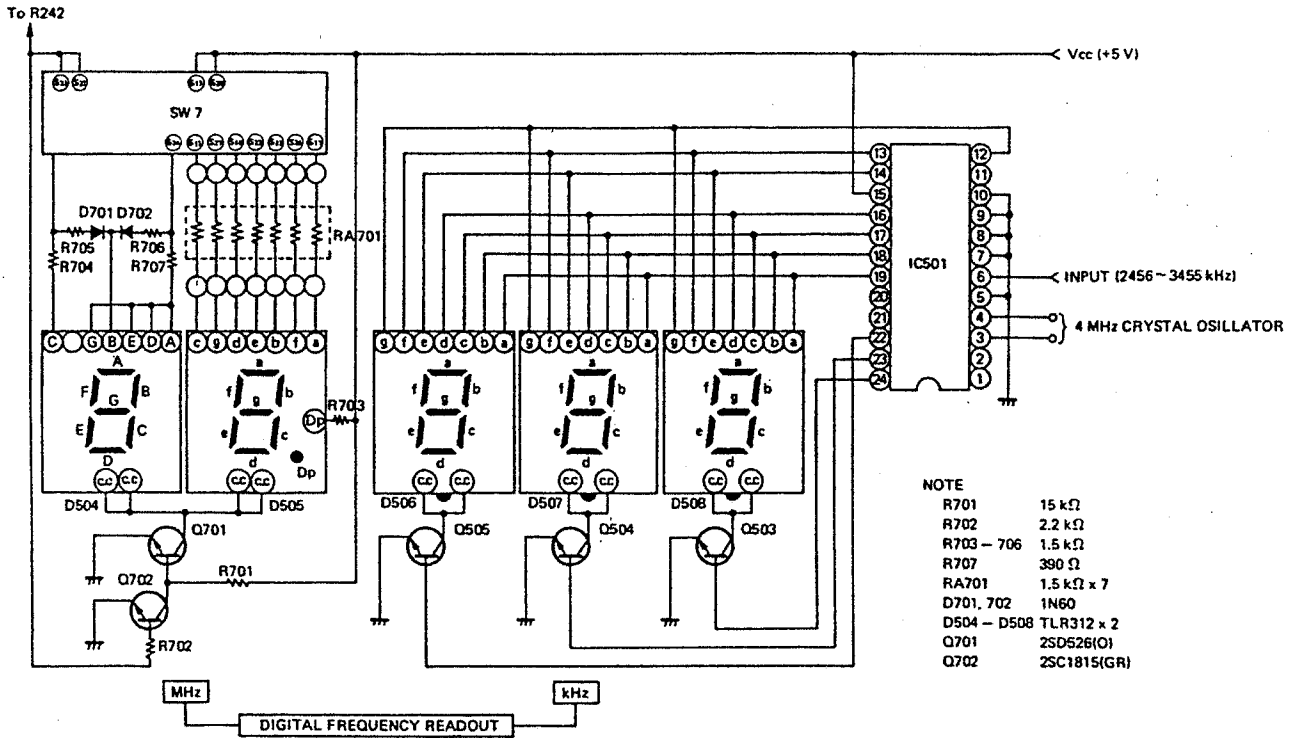 To R242
Vcc (+5 V)
SW 7
D701 D702
R705
R704
R706
R707
RA701
13
14
15
16
17
18
19
20
21
22
23
24
IC501
12
11
10
9
8
7
6
5
4
3
2
1
INPUT (2456 ~ 3455 kHz)
4 MHz CRYSTAL OSILLATOR
C G B E D A
c g d e b f a
g f e d c b a
g f e d c b a
g f e d c b a
A
F B
G
E C
D
a
f b
g
e c
d
Dp
R703
Dp
a
f b
g
e c
d
a
f b
g
e c
d
a
f b
g
e c
d
C.C C.C
C.C C.C
C.C C.C
C.C C.C
C.C C.C
D504
D505
D506
D507
D508
Q701
Q505
Q504
Q503
Q702
R701
R702
NOTE
R701 15 kΩ
R702 2.2 kΩ
R703 – 706 1.5 kΩ
R707 390 Ω
RA701 1.5 kΩ x 7
D701, 702 1N60
D504 – D508 TLR312 x 2
Q701 2SD526(O)
Q702 2SC1815(GR)
MHz
kHz
DIGITAL FREQUENCY READOUT